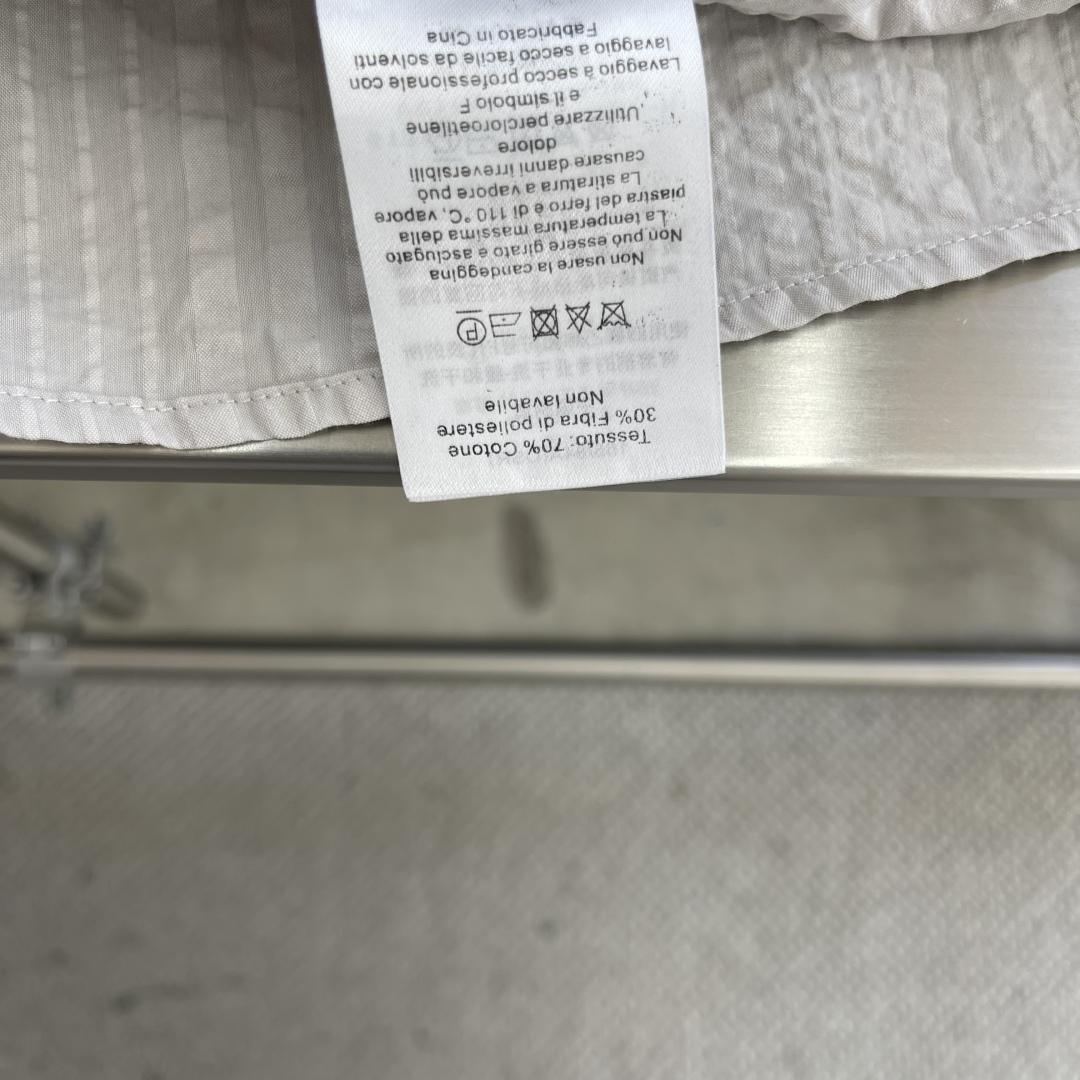 Tessuto: 70% Cotone
30% Fibra di poliestere
Non lavabile
P
Non usare la candeggina
Non può essere girato e asciugato
La temperatura massima della
piastra del ferro è di 110 °C, vapore
La stiratura a vapore può
causare danni irreversibili
dolore
Utilizzare percloroetilene
e il simbolo F
Lavaggio a secco professionale con
lavaggio a secco facile da solventi
Fabbricato in Cina